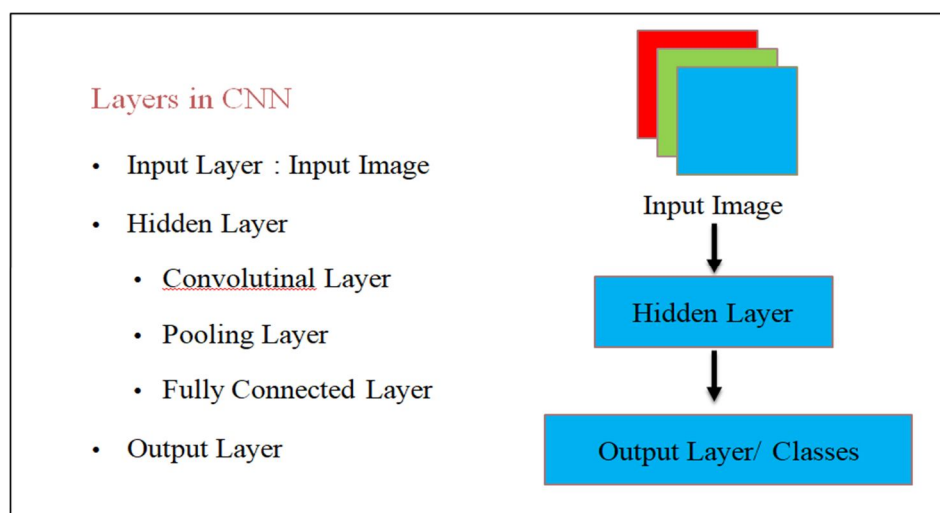 Layers in CNN
• Input Layer : Input Image
• Hidden Layer
• Convolutinal Layer
• Pooling Layer
• Fully Connected Layer
• Output Layer
Input Image
Hidden Layer
Output Layer/ Classes